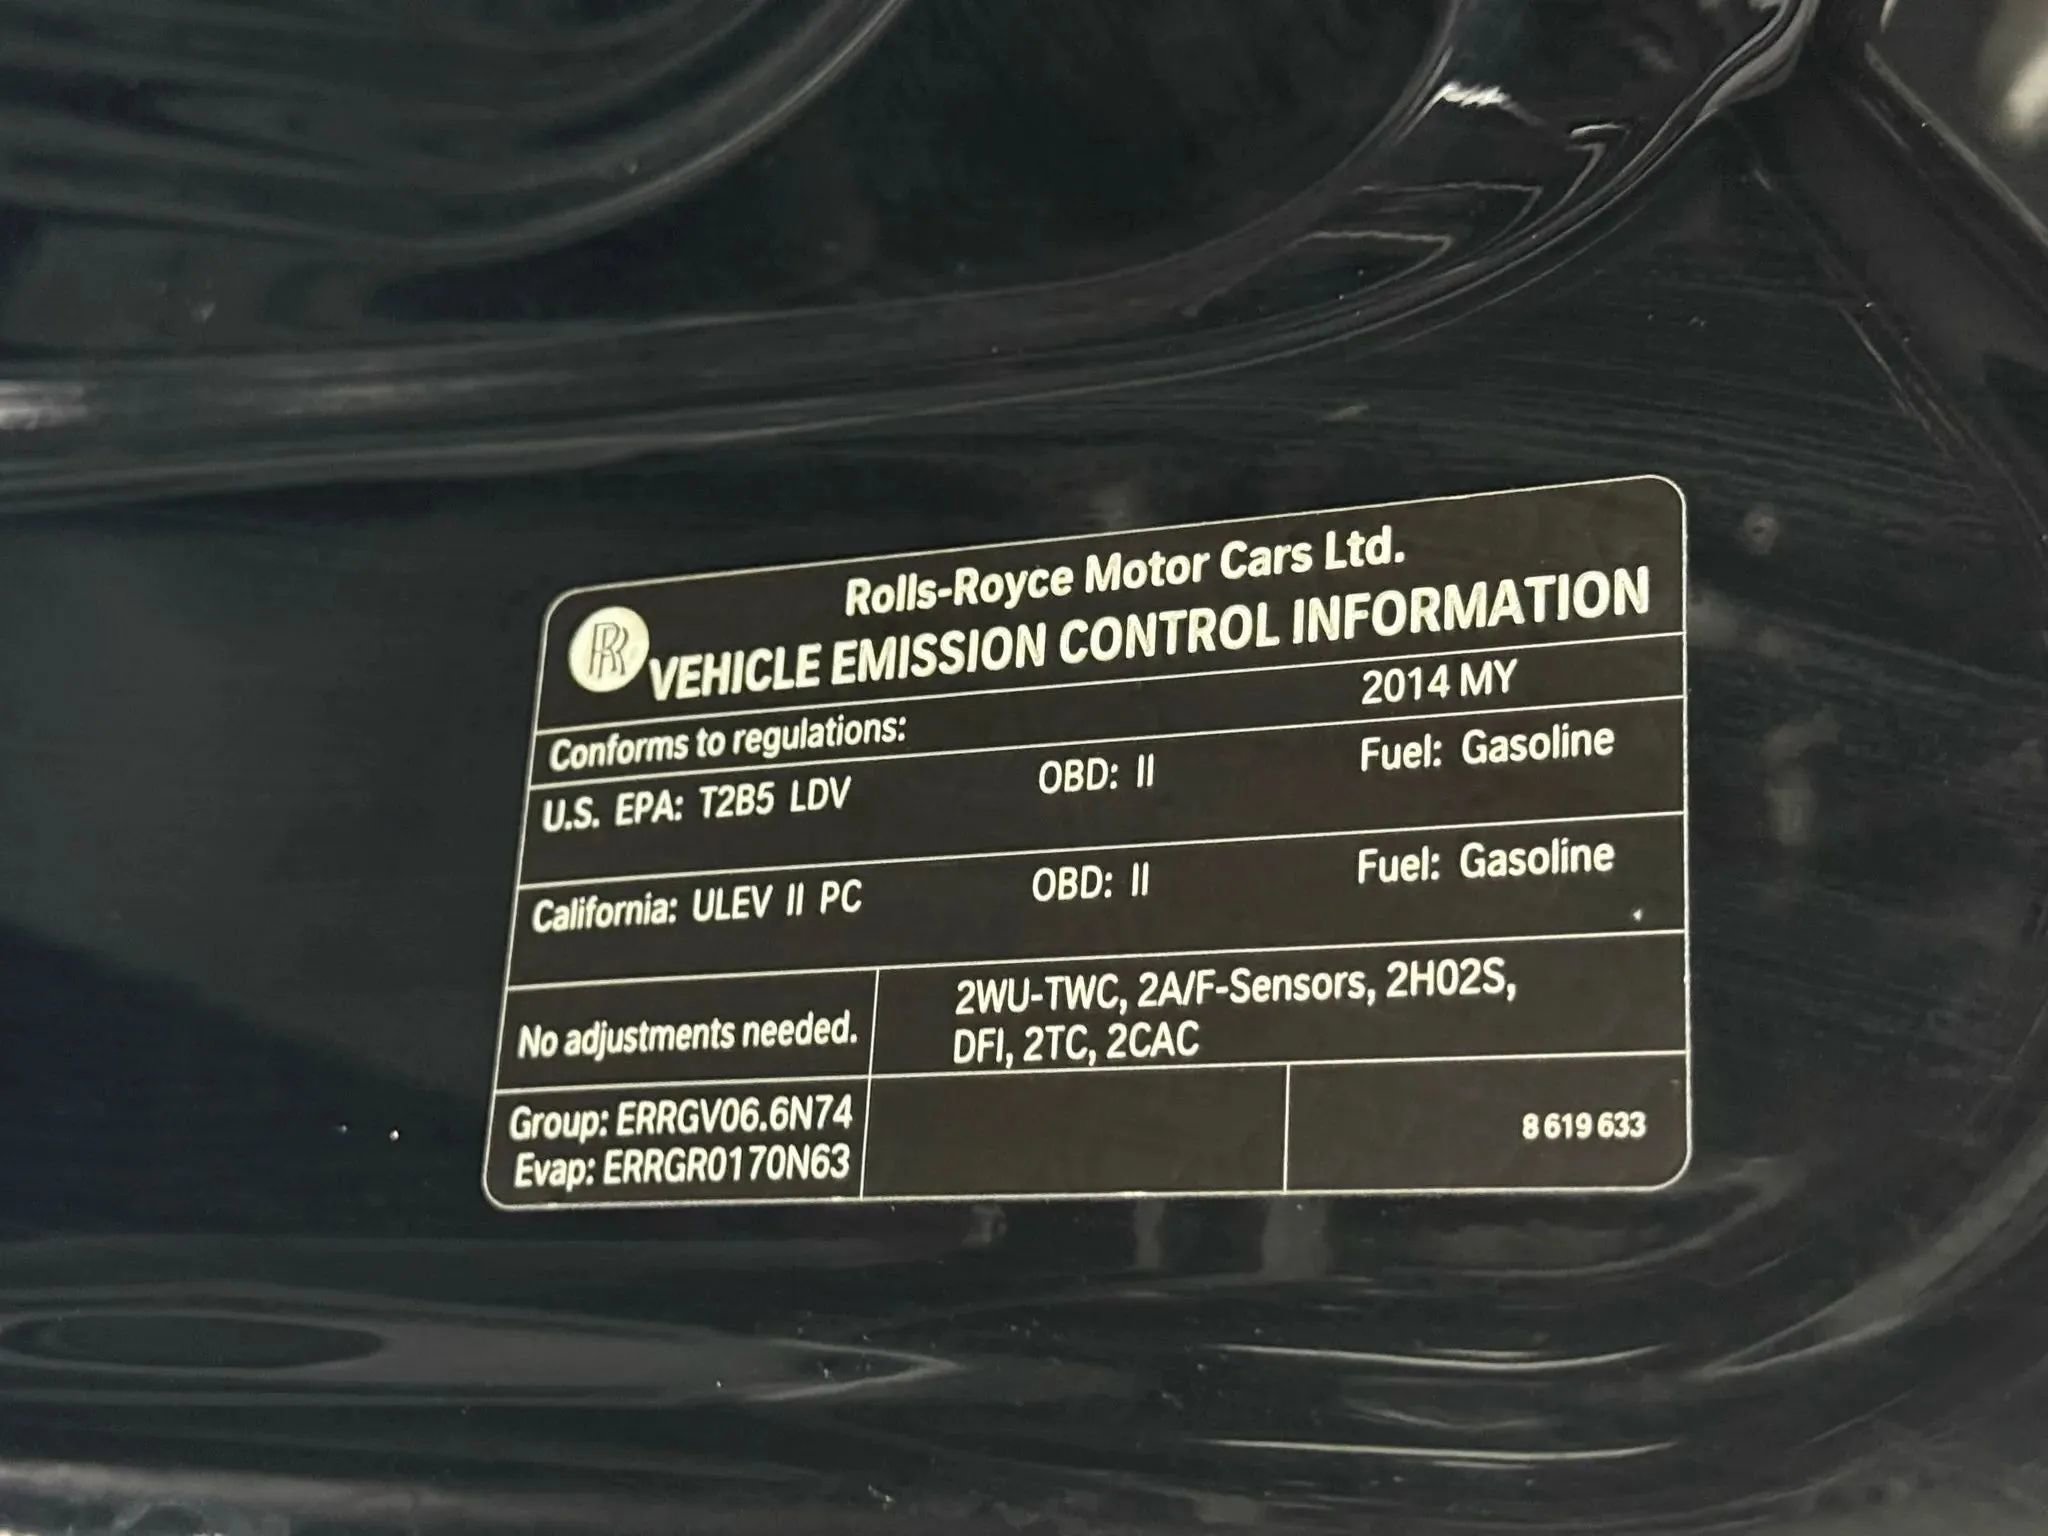 Rolls-Royce Motor Cars Ltd.
RR VEHICLE EMISSION CONTROL INFORMATION
Conforms to regulations: 2014 MY
U.S. EPA: T2B5 LDV OBD: II Fuel: Gasoline
California: ULEV II PC OBD: II Fuel: Gasoline
No adjustments needed.
2WU-TWC, 2A/F-Sensors, 2H02S,
DFI, 2TC, 2CAC
Group: ERRGV06.6N74
Evap: ERRGR0170N63
8 619 633